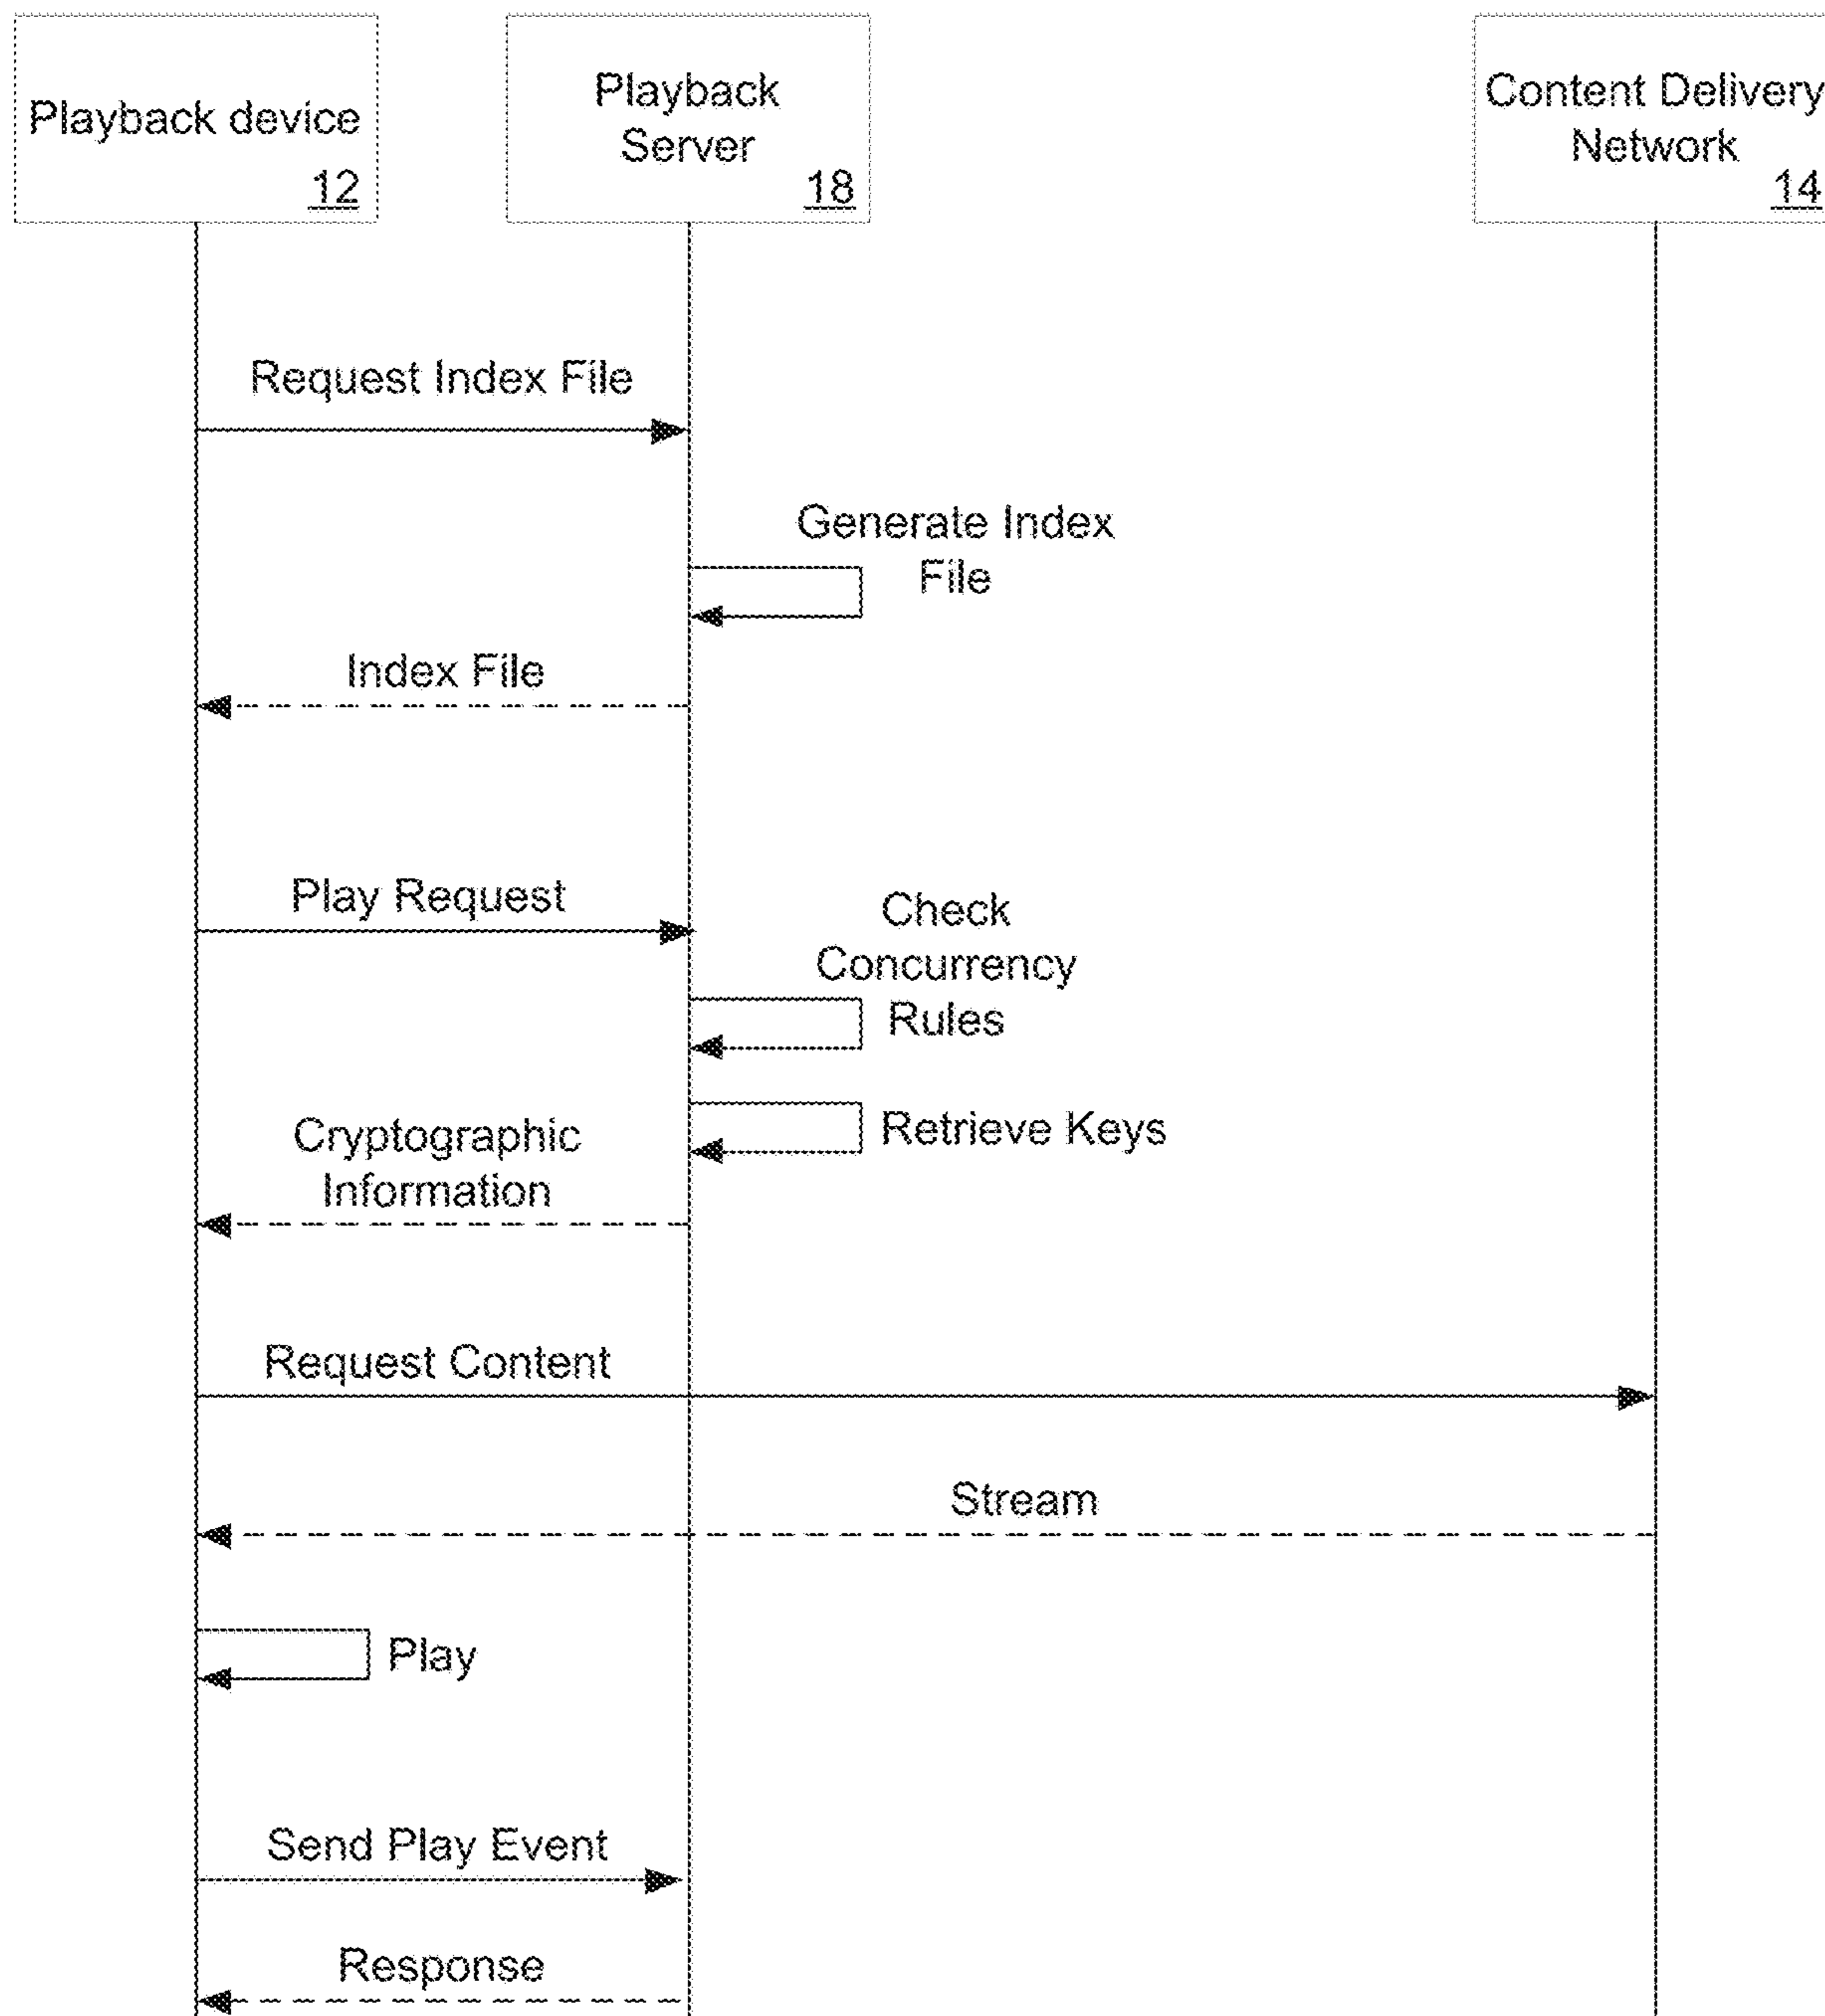 Playback device
12
Playback
Server
18
Content Delivery
Network
14
Request Index File
Generate Index
File
Index File
Play Request
Check
Concurrency
Rules
Retrieve Keys
Cryptographic
Information
Request Content
Stream
Play
Send Play Event
Response